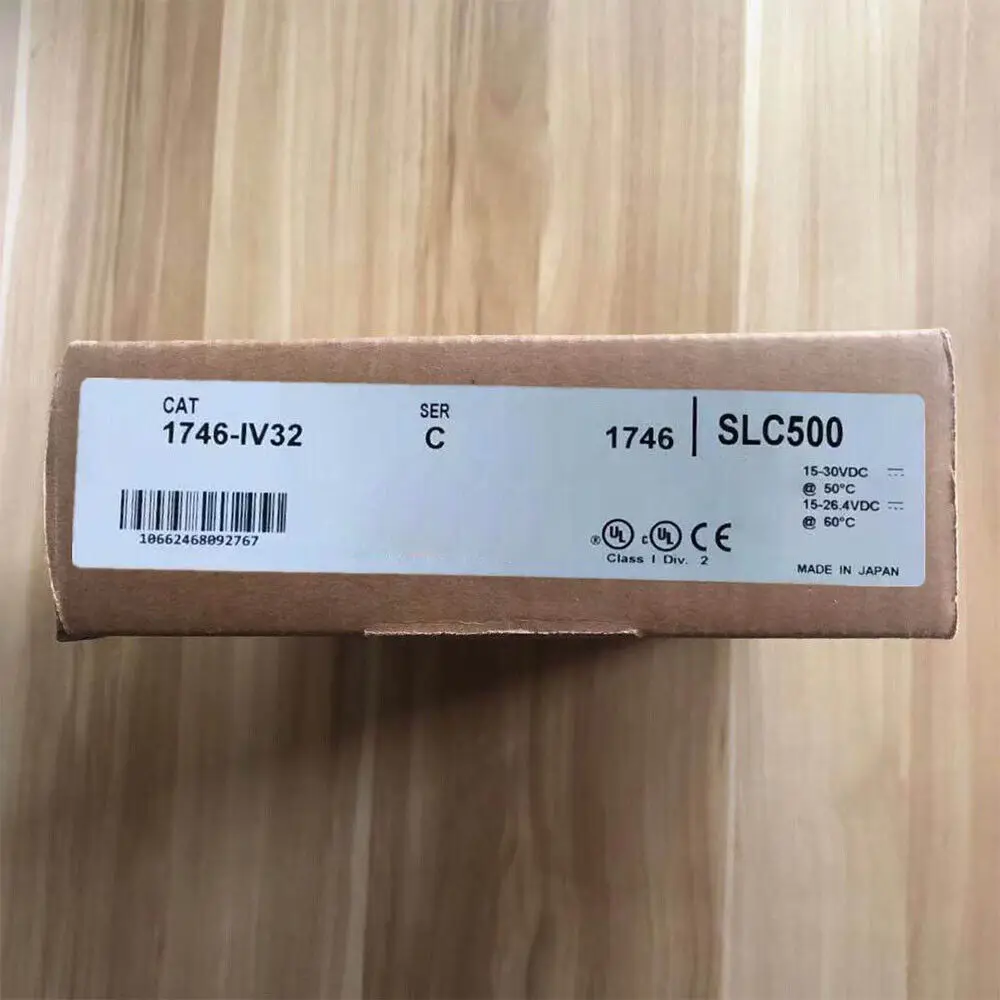 CAT
1746-IV32
SER
C
1746 | SLC500
15-30VDC
@ 50°C
15-26.4VDC
@ 60°C
10662468092767
® UL c UL CE
Class I Div. 2
MADE IN JAPAN